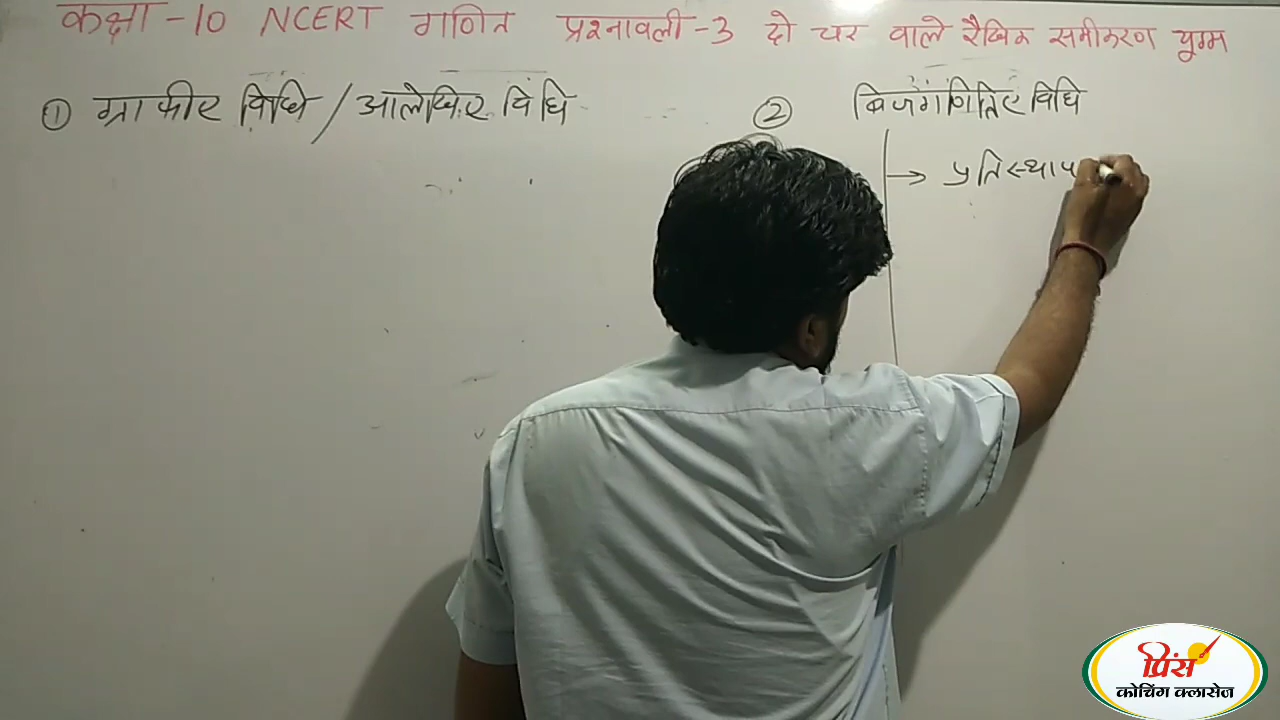 कक्षा - 10 NCERT गणित प्रश्नावली - 3 दो चर वाले रैखिक समीकरण युग्म
① ग्राफीए विधि / आलेखिए विधि
② बिजगणितिए विधि
→ प्रतिस्थाप
प्रिंस
कोचिंग क्लासेज